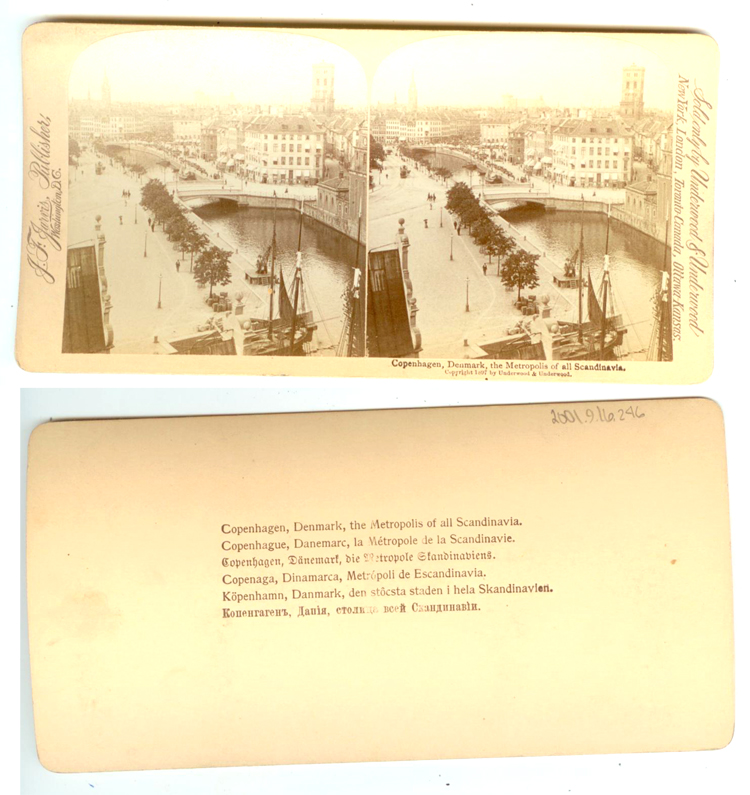 J. F. Jarvis, Publisher,
Washington, D.C.
Sold only by Underwood & Underwood
New York, London, Toronto Canada, Ottawa Kansas.
Copenhagen, Denmark, the Metropolis of all Scandinavia.
Copyright 1897 by Underwood & Underwood.
2001.9.16.246
Copenhagen, Denmark, the Metropolis of all Scandinavia.
Copenhague, Danemarc, la Métropole de la Scandinavie.
Copenhagen, Dänemark, die Metropole Skandinaviens.
Copenaga, Dinamarca, Metrópoli de Escandinavia.
Köpenhamn, Danmark, den stöcsta staden i hela Skandinavien.
Копенгагенъ, Данія, столица всей Скандинавіи.